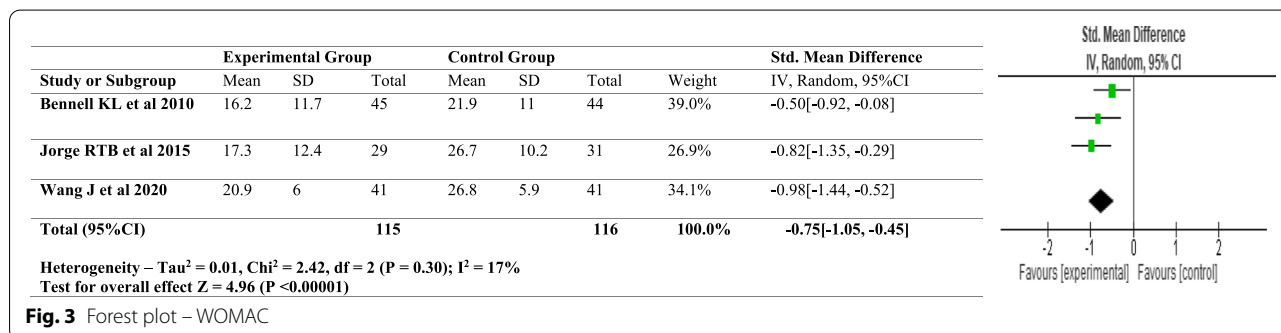 Experimental Group Control Group Std. Mean Difference
Study or Subgroup Mean SD Total Mean SD Total Weight IV, Random, 95%CI
Bennell KL et al 2010 16.2 11.7 45 21.9 11 44 39.0% -0.50[-0.92, -0.08]
Jorge RTB et al 2015 17.3 12.4 29 26.7 10.2 31 26.9% -0.82[-1.35, -0.29]
Wang J et al 2020 20.9 6 41 26.8 5.9 41 34.1% -0.98[-1.44, -0.52]
Total (95%CI) 115 116 100.0% -0.75[-1.05, -0.45]
Heterogeneity – Tau² = 0.01, Chi² = 2.42, df = 2 (P = 0.30); I² = 17%
Test for overall effect Z = 4.96 (P <0.00001)
Std. Mean Difference
IV, Random, 95% CI
-2 -1 0 1 2
Favours [experimental] Favours [control]
Fig. 3 Forest plot – WOMAC